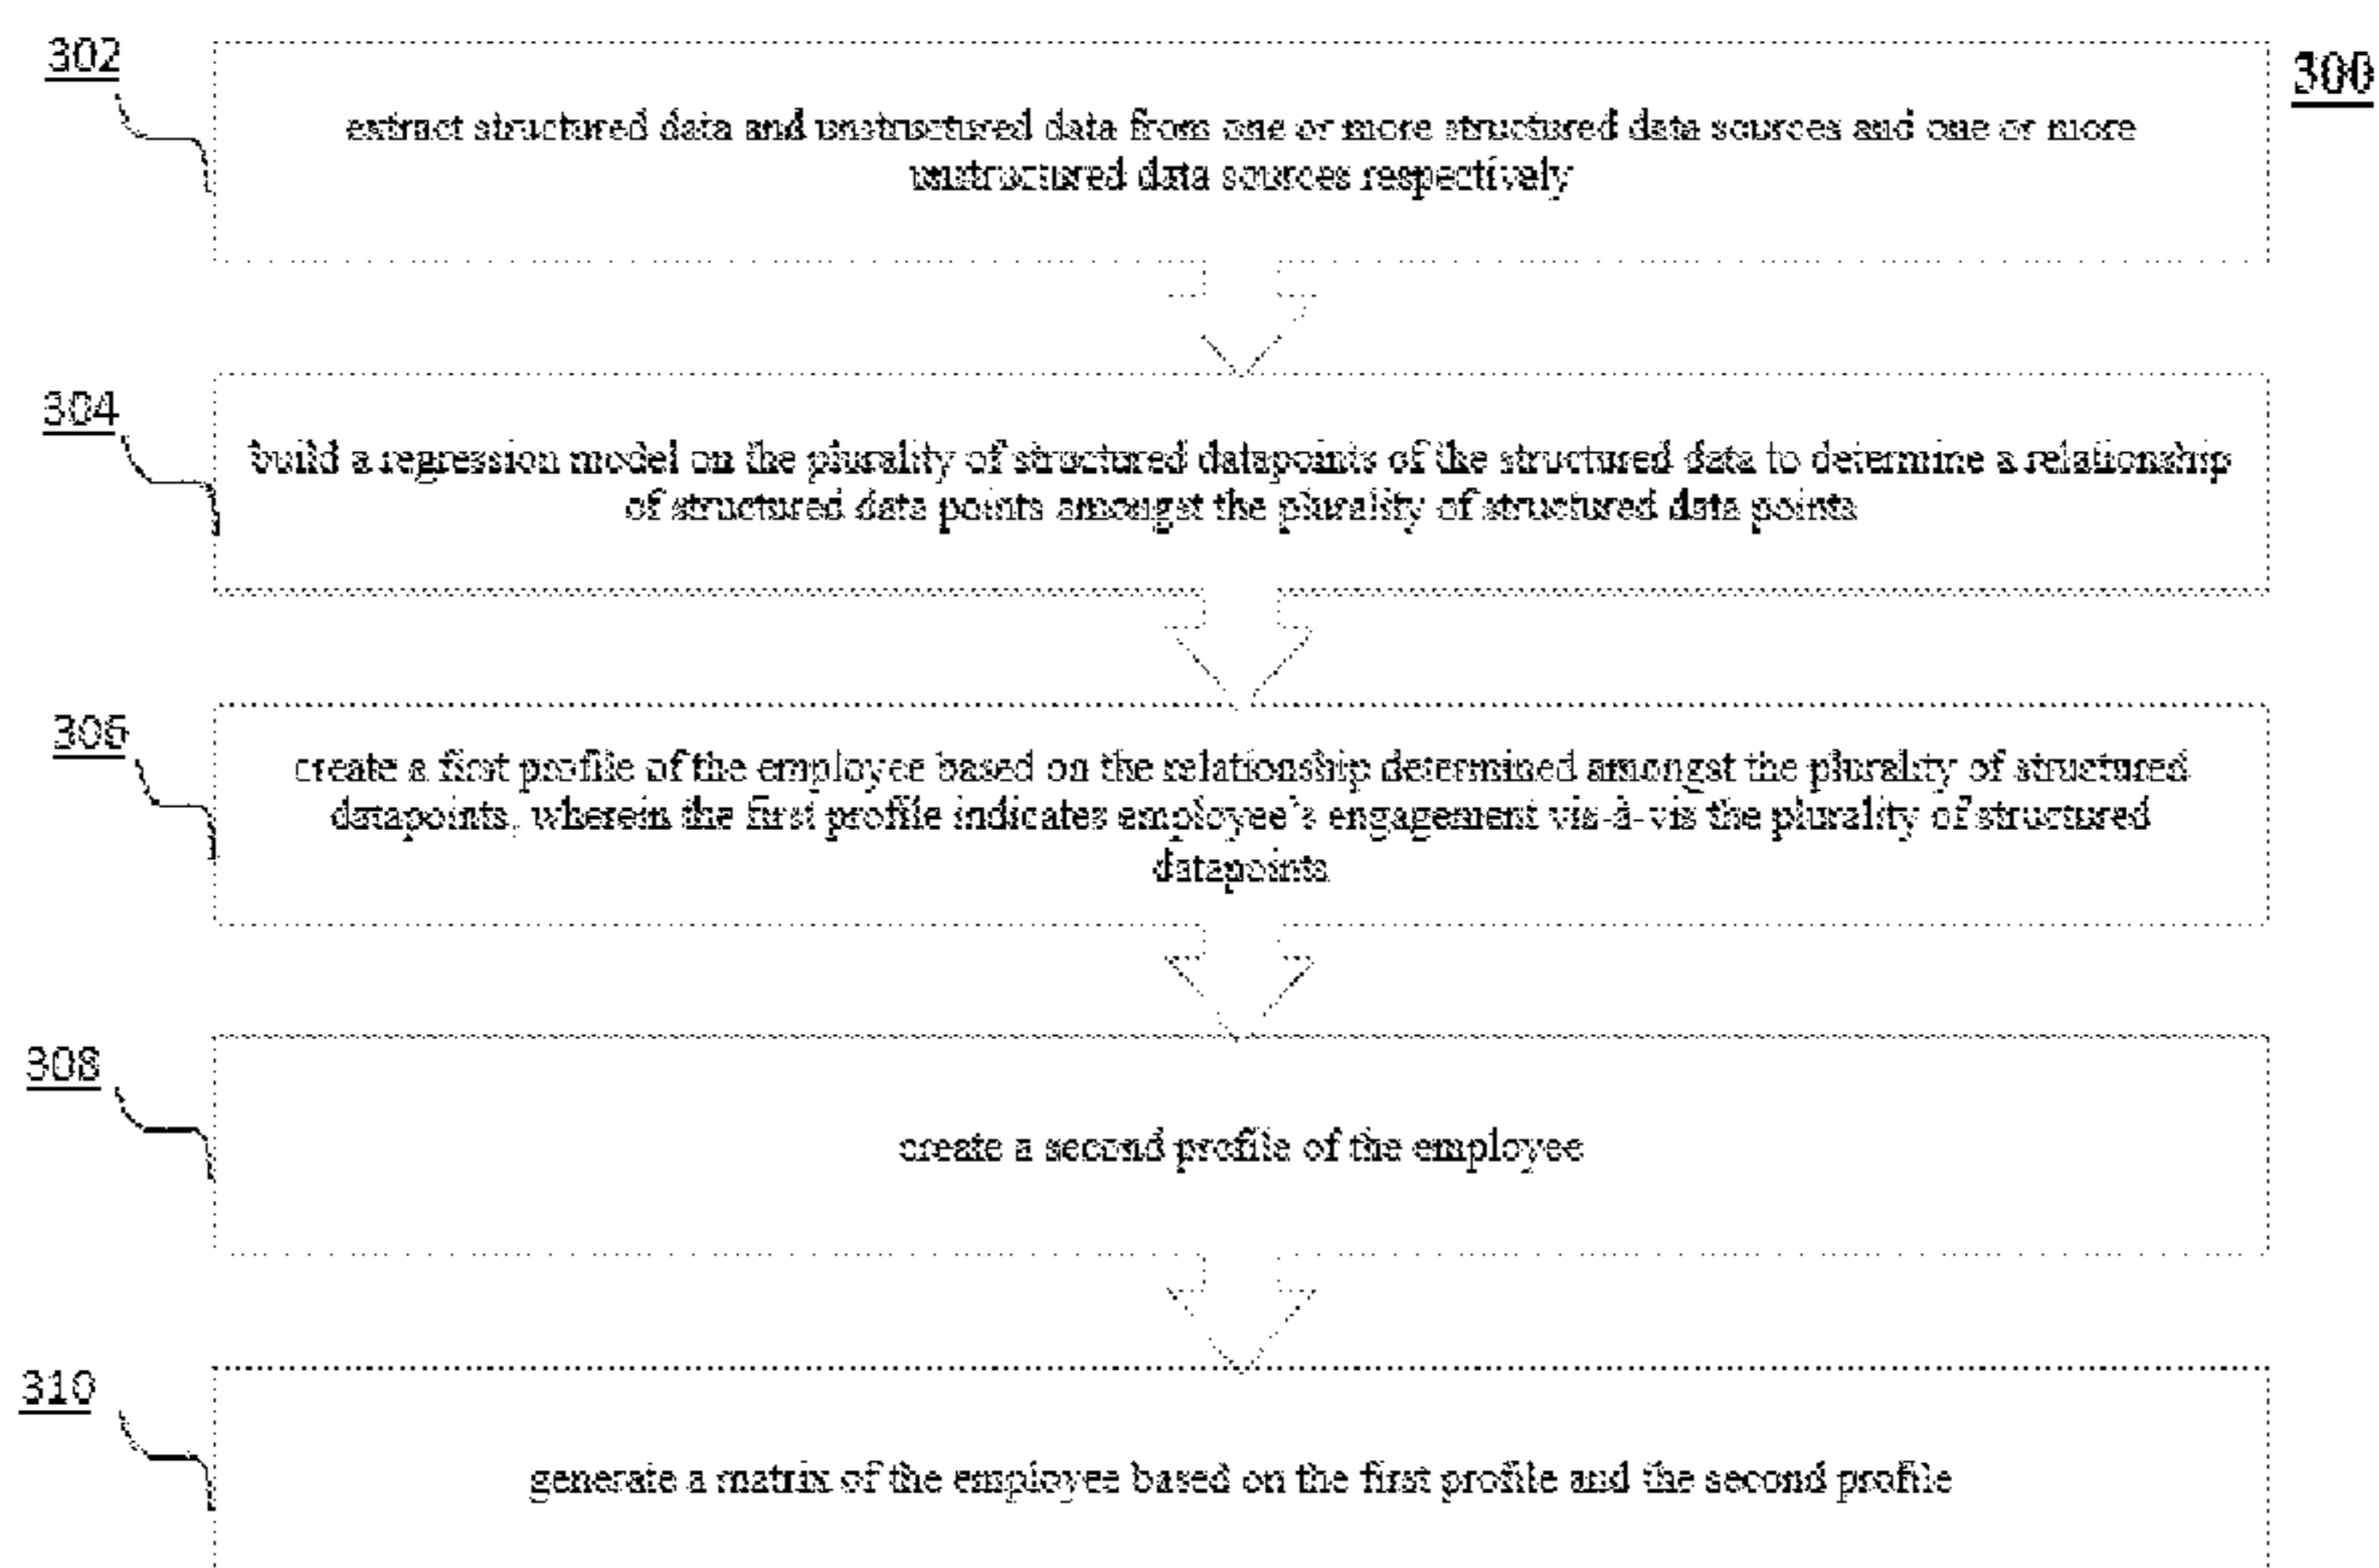 302
300
extract structured data and unstructured data from one or more structured data sources and one or more
unstructured data sources respectively
304
build a regression model on the plurality of structured datapoints of the structured data to determine a relationship
of structured data points amongst the plurality of structured data points
306
create a first profile of the employee based on the relationship determined amongst the plurality of structured
datapoints, wherein the first profile indicates employee's engagement vis-à-vis the plurality of structured
datapoints
308
create a second profile of the employee
310
generate a matrix of the employee based on the first profile and the second profile